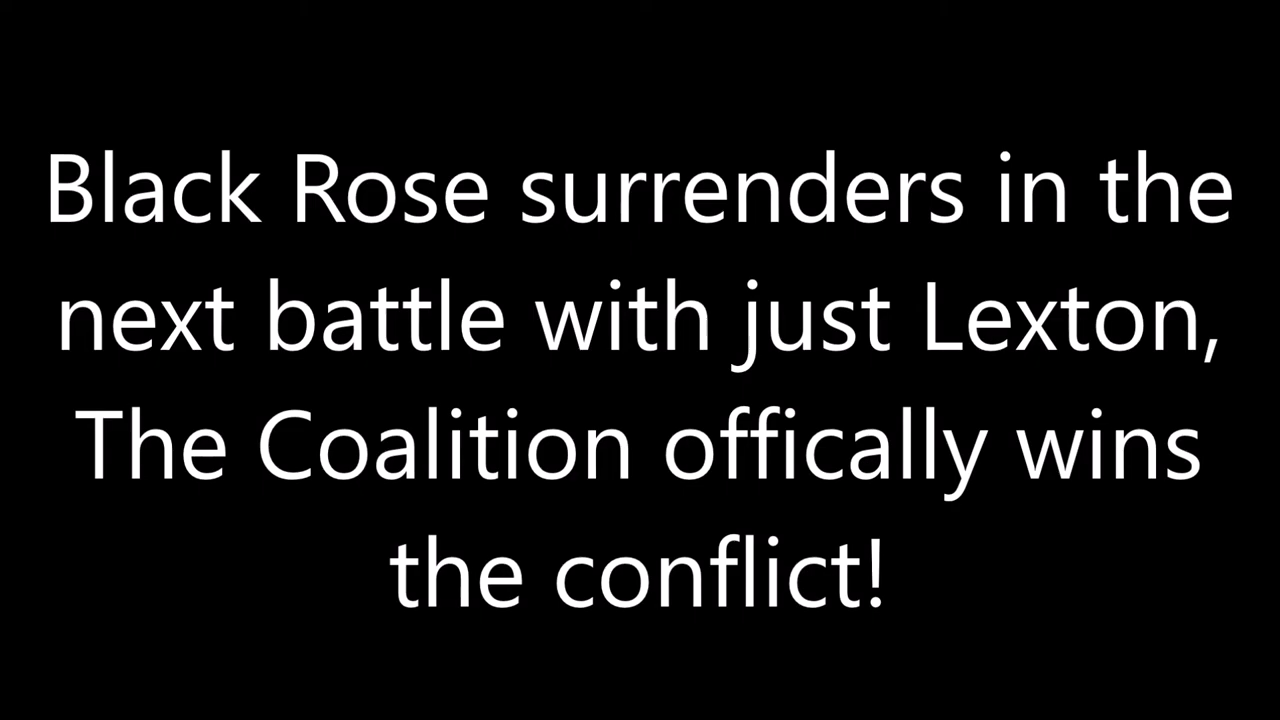 Black Rose surrenders in the
next battle with just Lexton,
The Coalition offically wins
the conflict!